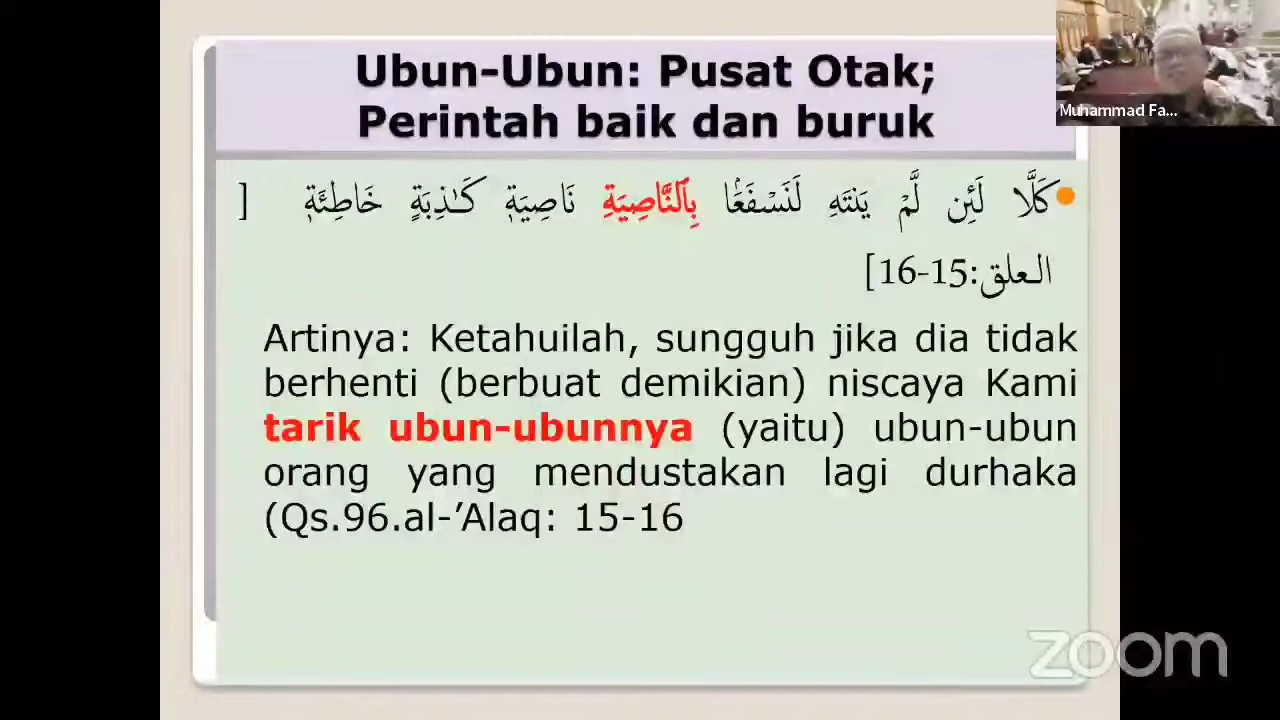 Ubun-Ubun: Pusat Otak;
Perintah baik dan buruk
Muhammad Fa...
كَلَّا لَئِن لَّمْ يَنتَهِ لَنَسْفَعَۢا بِٱلنَّاصِيَةِ نَاصِيَةٖ كَٰذِبَةٍ خَاطِئَةٖ [
العلق:15-16]
Artinya: Ketahuilah, sungguh jika dia tidak
berhenti (berbuat demikian) niscaya Kami
tarik ubun-ubunnya (yaitu) ubun-ubun
orang yang mendustakan lagi durhaka
(Qs.96.al-’Alaq: 15-16
zoom